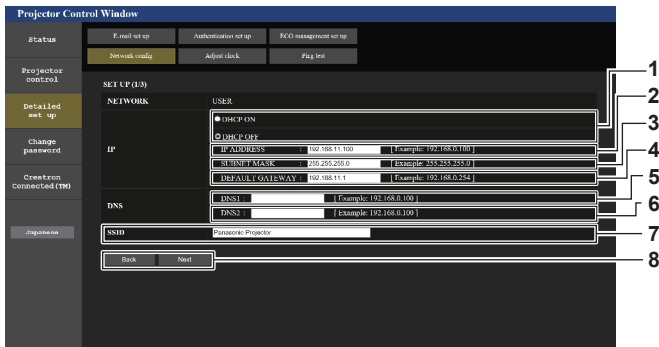 Projector Control Window
Status
Projector control
Detailed set up
Change password
Crestron Connected(TM)
Japanese
E-mail set up
Authentication set up
ECO management set up
Network config
Adjust clock
Ping test
SET UP (1/3)
NETWORK USER
IP
DHCP ON
DHCP OFF
IP ADDRESS : 192.168.11.100 [ Example: 192.168.0.100 ]
SUBNET MASK : 255.255.255.0 [ Example: 255.255.255.0 ]
DEFAULT GATEWAY : 192.168.11.1 [ Example: 192.168.0.254 ]
DNS
DNS1 : [ Example: 192.168.0.100 ]
DNS2 : [ Example: 192.168.0.100 ]
SSID Panasonic Projector
Back Next
1
2
3
4
5
6
7
8